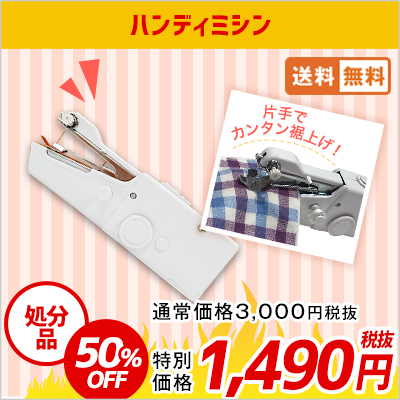 ハンディミシン
送料無料
片手で
カンタン裾上げ!
処分品
50%OFF
通常価格3,000円税抜
特別価格1,490円税抜